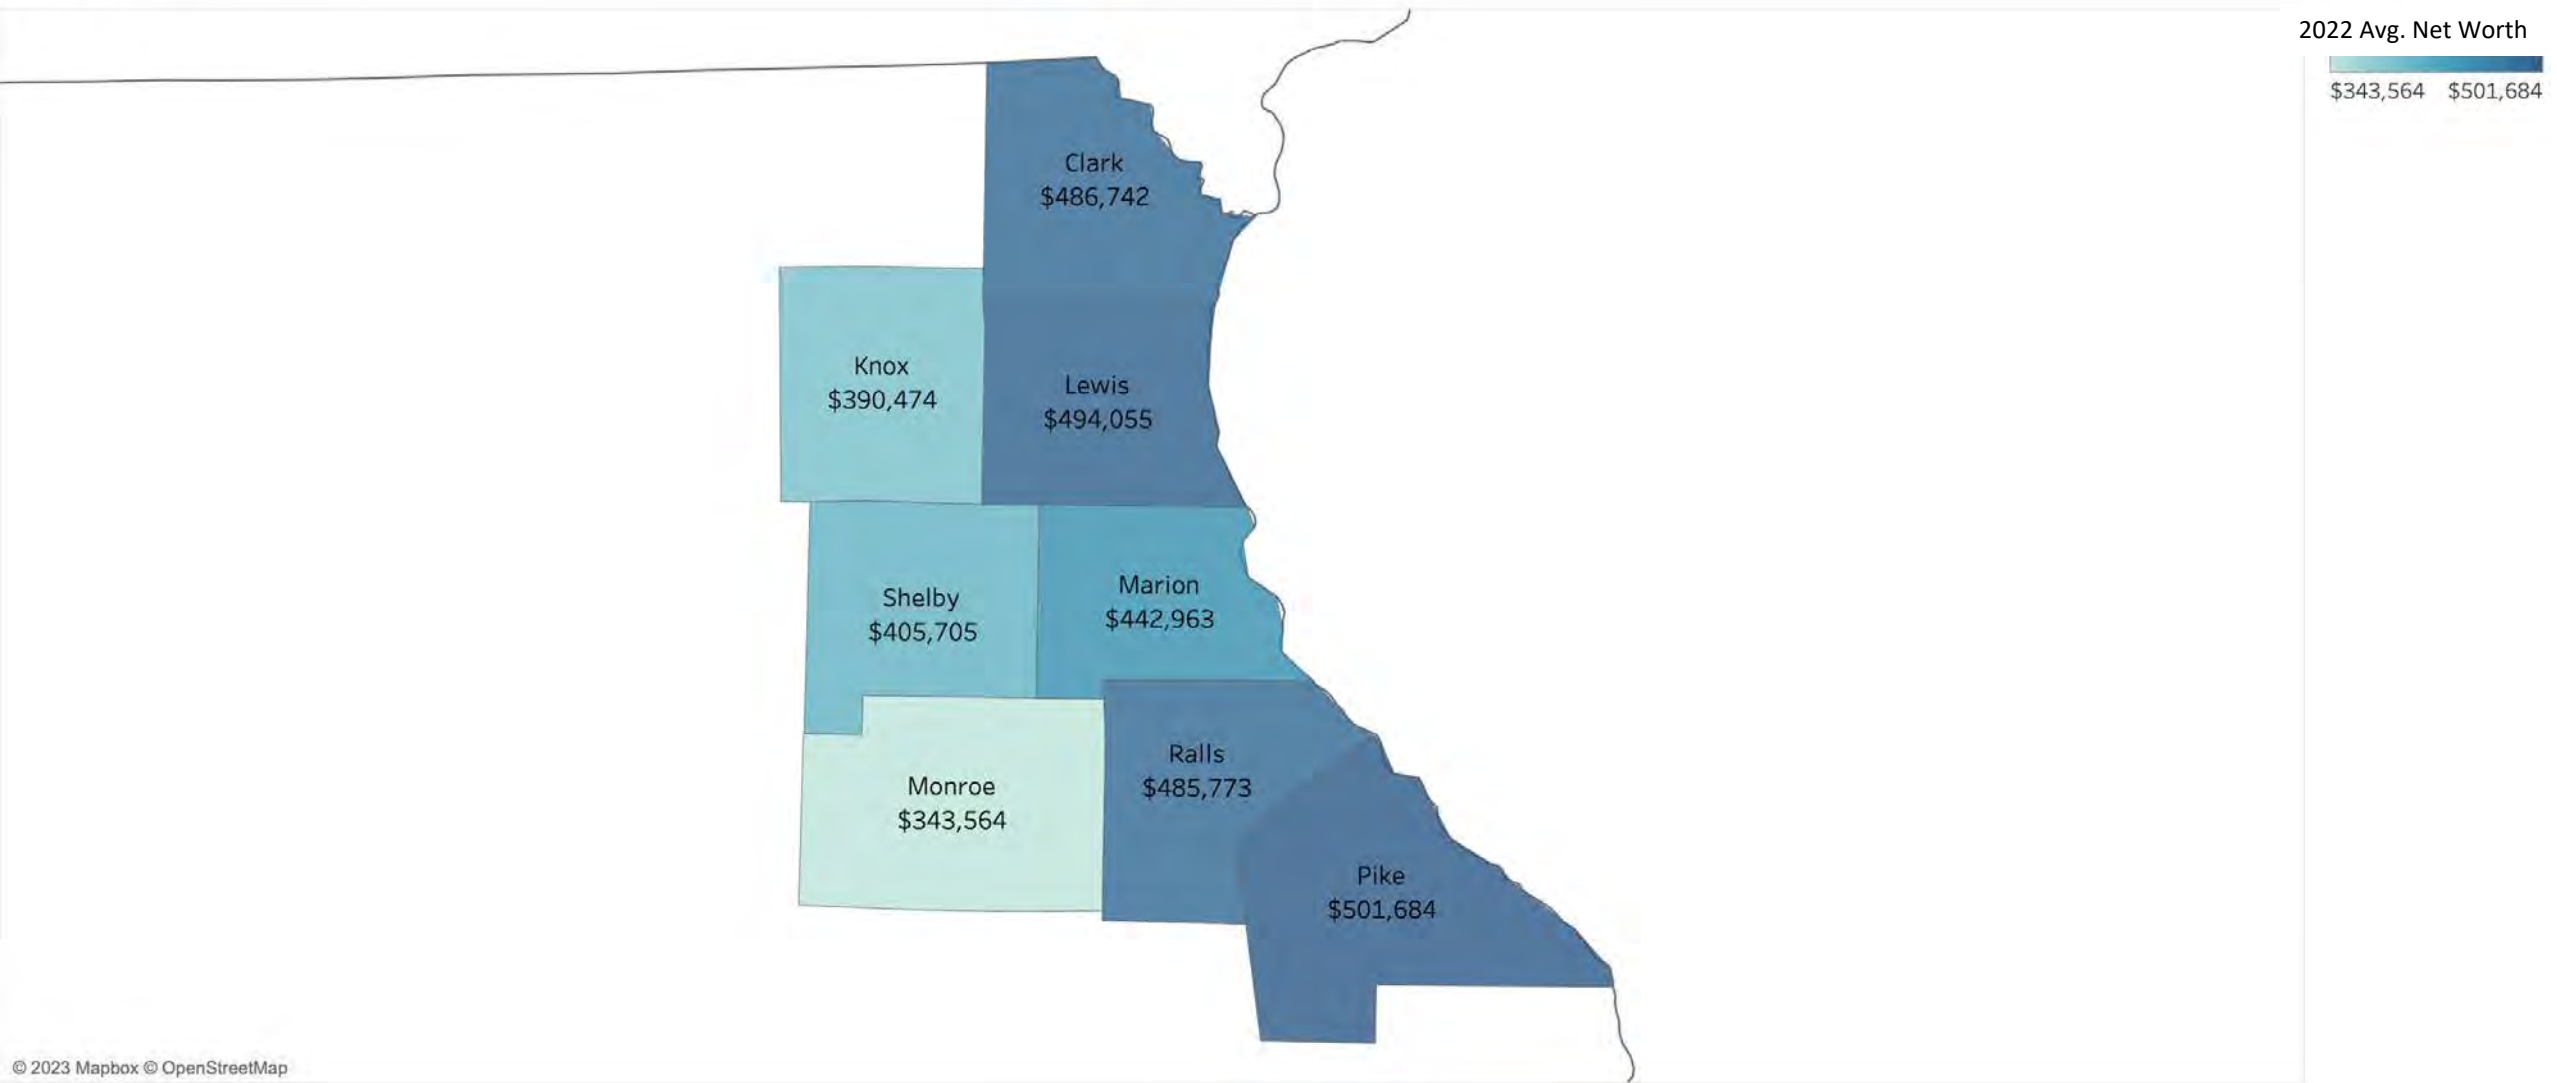 2022 Avg. Net Worth
$343,564 $501,684
Clark
$486,742
Knox
$390,474
Lewis
$494,055
Shelby
$405,705
Marion
$442,963
Monroe
$343,564
Ralls
$485,773
Pike
$501,684
© 2023 Mapbox © OpenStreetMap